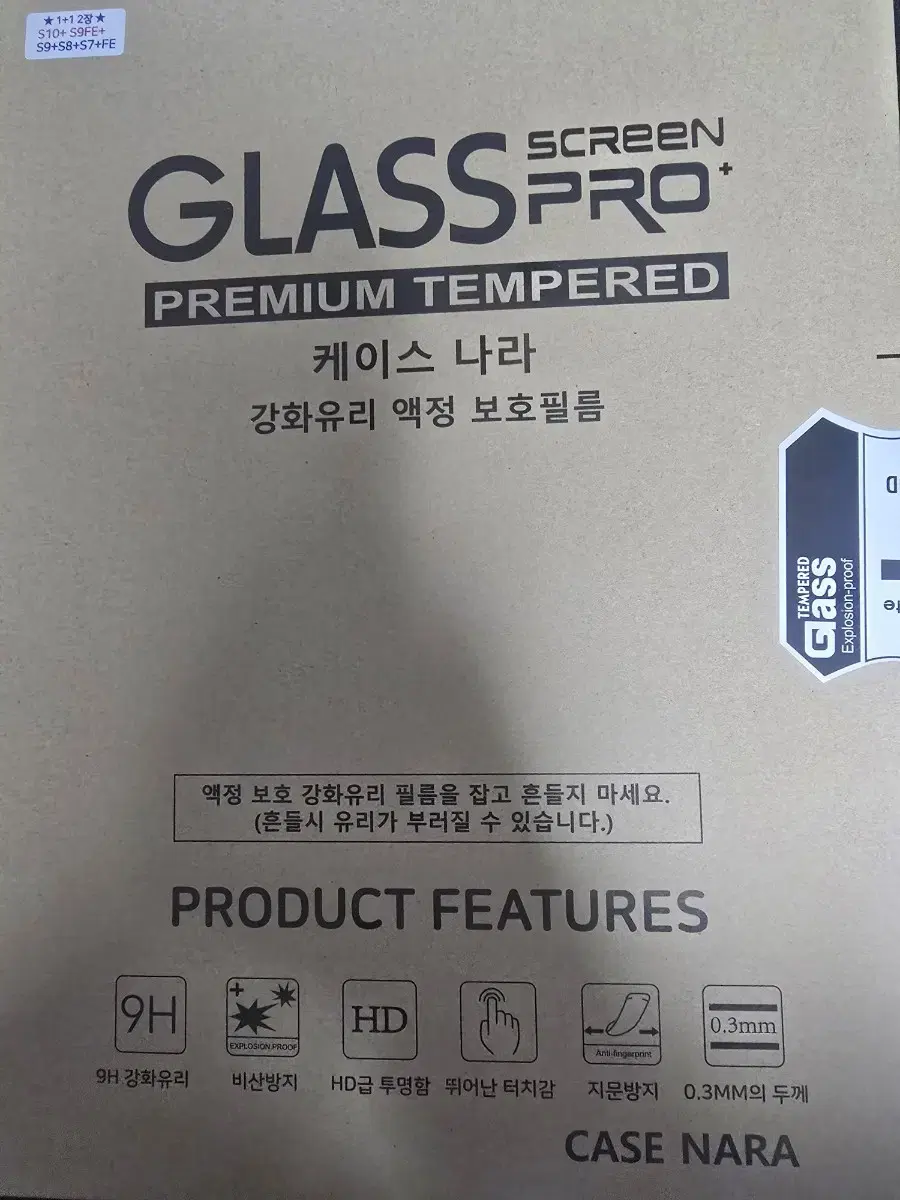 ★ 1+1 2장★
S10+ S9FE+
S9+S8+S7+FE
GLASS SCREEN PRO+
PREMIUM TEMPERED
케이스 나라
강화유리 액정 보호필름
TEMPERED
Glass
Explosion-proof
액정 보호 강화유리 필름을 잡고 흔들지 마세요.
(흔들시 유리가 부러질 수 있습니다.)
PRODUCT FEATURES
9H
EXPLOSION.PROOF
HD
Anti-fingerprint
0.3mm
9H 강화유리
비산방지
HD급 투명함
뛰어난 터치감
지문방지
0.3MM의 두께
CASE NARA